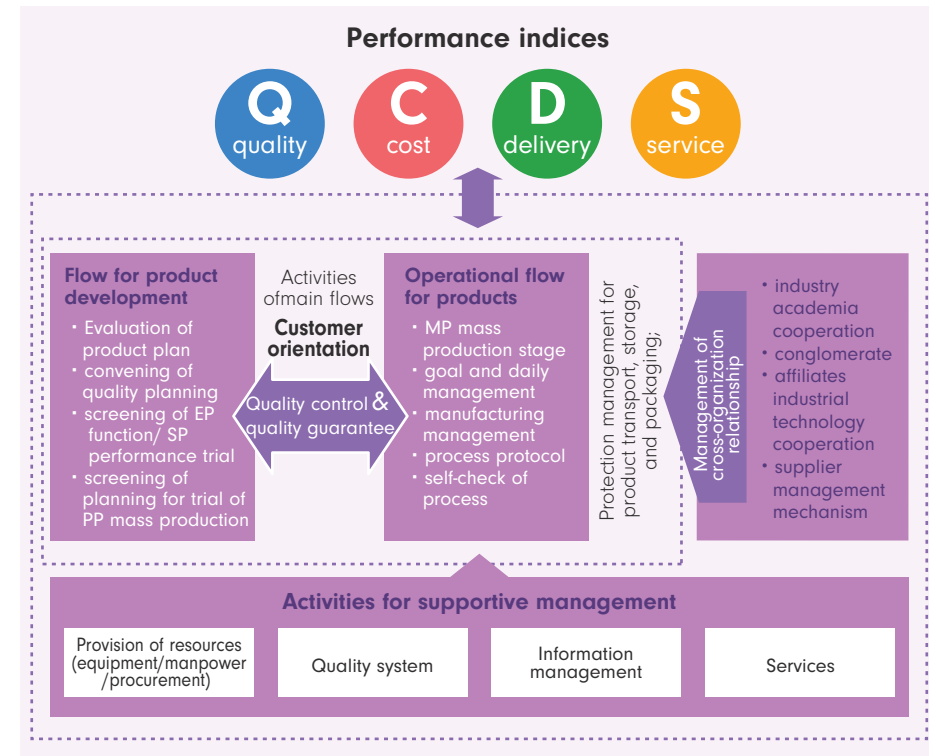 Performance indices
Q
quality
C
cost
D
delivery
S
service
Flow for product
development
· Evaluation of
product plan
· convening of
quality planning
· screening of EP
function/ SP
performance trial
· screening of
planning for trial of
PP mass production
Activities
ofmain flows
Customer
orientation
Quality control &
quality guarantee
Operational flow
for products
· MP mass
production stage
· goal and daily
management
· manufacturing
management
· process protocol
· self-check of
process
Protection management for
product transport, storage,
and packaging;
Management of
cross-organization
relationship
• industry
academia
cooperation
• conglomerate
• affiliates
industrial
technology
cooperation
• supplier
management
mechanism
Activities for supportive management
Provision of resources
(equipment/manpower
/procurement)
Quality system
Information
management
Services